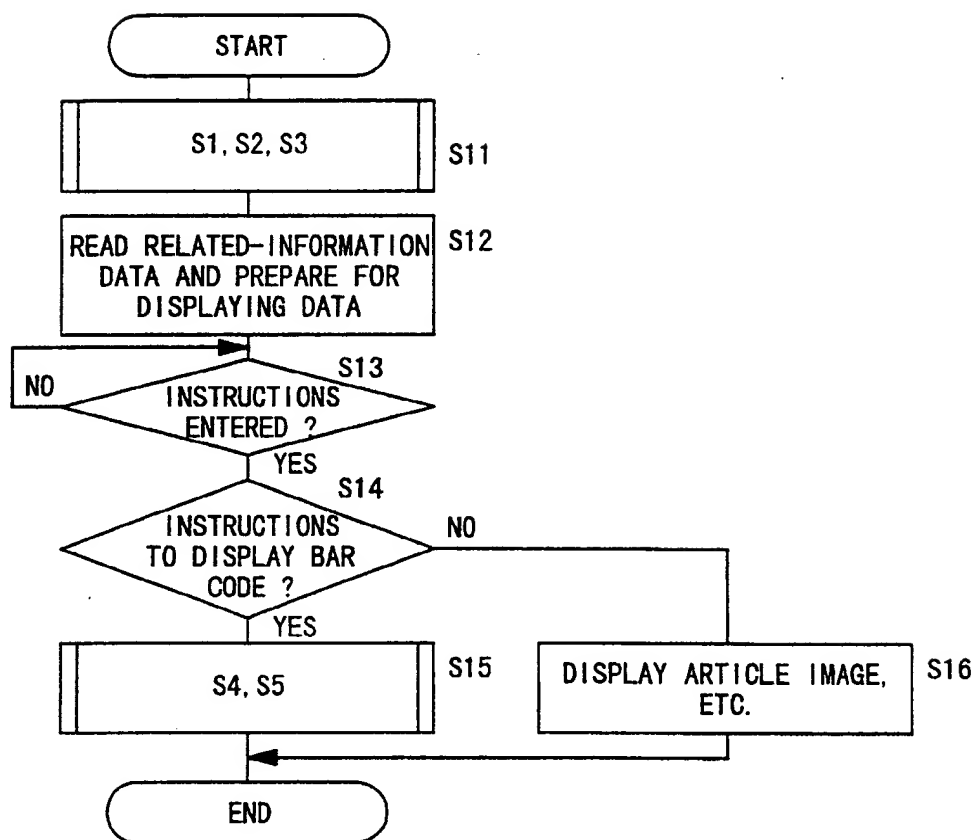 START
S1, S2, S3
S11
READ RELATED-INFORMATION
DATA AND PREPARE FOR
DISPLAYING DATA
S12
S13
NO
INSTRUCTIONS
ENTERED ?
YES
S14
INSTRUCTIONS
TO DISPLAY BAR
CODE ?
NO
YES
S4, S5
S15
DISPLAY ARTICLE IMAGE,
ETC.
S16
END